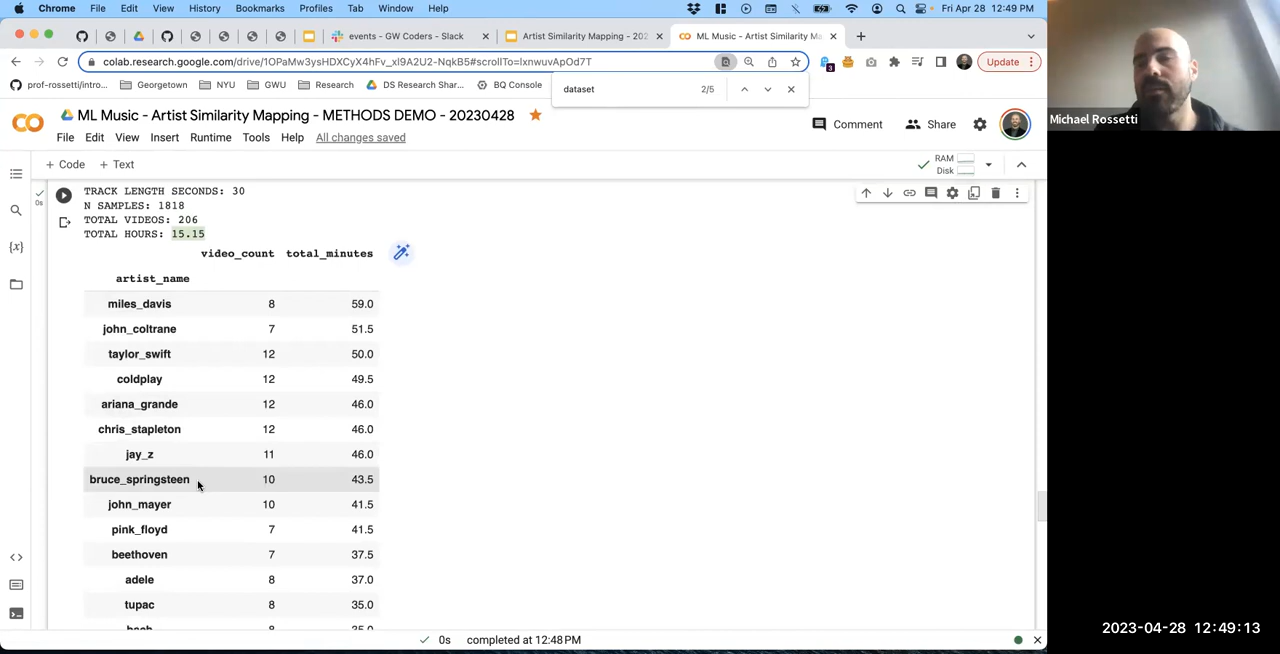 Chrome File Edit View History Bookmarks Profiles Tab Window Help Fri Apr 28 12:49 PM
events - GW Coders - Slack Artist Similarity Mapping - 202 ML Music - Artist Similarity Ma
colab.research.google.com/drive/1OPaMw3ysHDXCyX4hFv_xl9A2U2-NqkB5#scrollTo=lxnwuvApOd7T 3 Update
prof-rossetti/intro... Georgetown NYU GWU Research DS Research Shar... BQ Console dataset 2/5
ML Music - Artist Similarity Mapping - METHODS DEMO - 20230428 Comment Share
File Edit View Insert Runtime Tools Help All changes saved
+ Code + Text RAM Disk
0s
TRACK LENGTH SECONDS: 30
N SAMPLES: 1818
TOTAL VIDEOS: 206
TOTAL HOURS: 15.15
video_count total_minutes
artist_name
miles_davis 8 59.0
john_coltrane 7 51.5
taylor_swift 12 50.0
coldplay 12 49.5
ariana_grande 12 46.0
chris_stapleton 12 46.0
jay_z 11 46.0
bruce_springsteen 10 43.5
john_mayer 10 41.5
pink_floyd 7 41.5
beethoven 7 37.5
adele 8 37.0
tupac 8 35.0
bach 8 35.0
0s completed at 12:48 PM
Michael Rossetti
2023-04-28 12:49:13